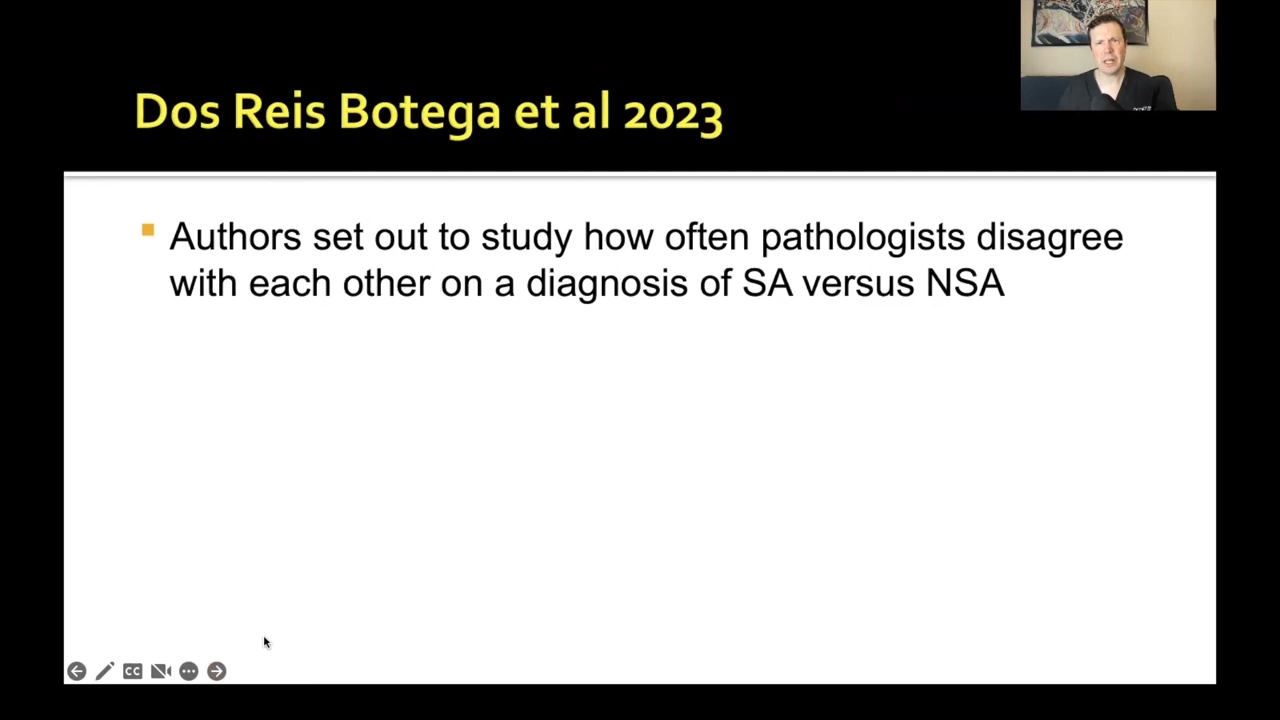 Dos Reis Botega et al 2023
Authors set out to study how often pathologists disagree
with each other on a diagnosis of SA versus NSA
CC